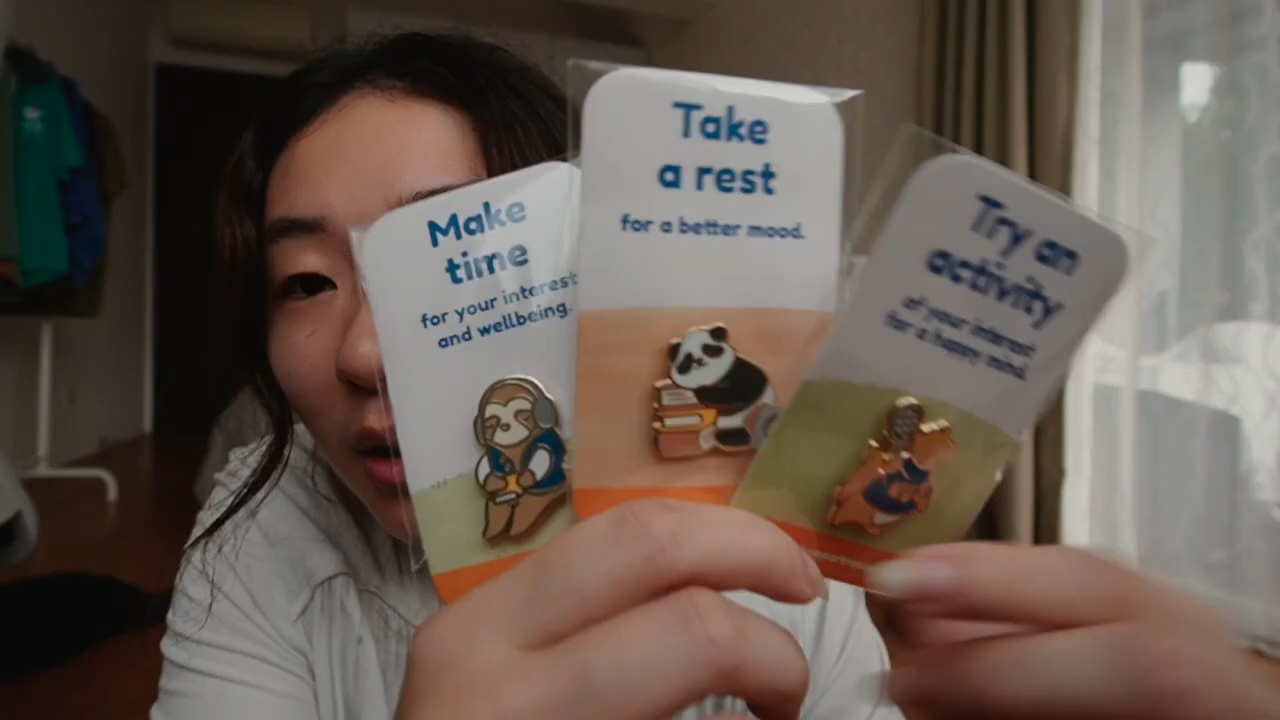 Make
time
for your interest
and wellbeing.
Take
a rest
for a better mood.
Try an
activity
of your interest
for a happy mind.